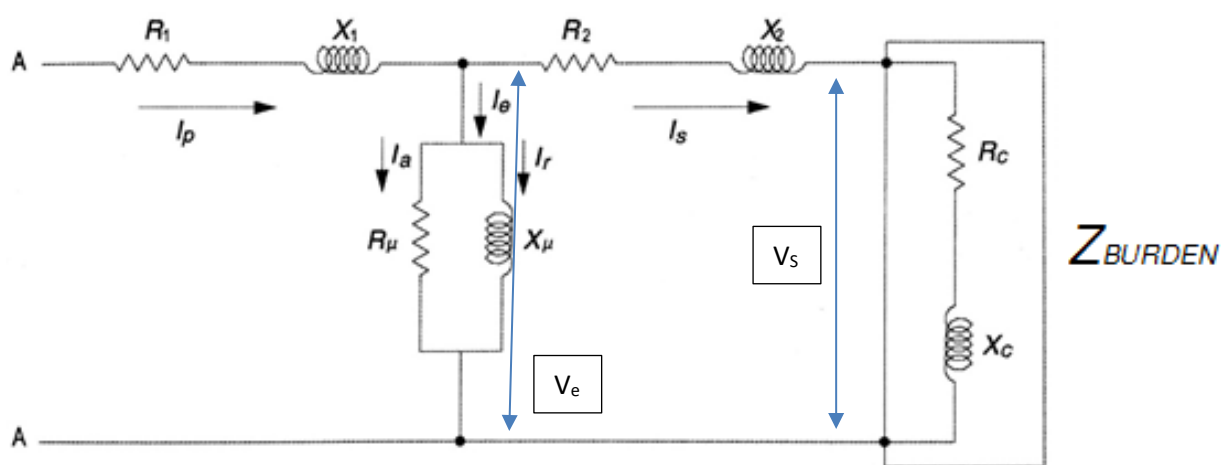 R1 X1 R2 X2
A
Ip Ie Is
Ia Ir
Rμ Xμ
Rc
Vs
ZBURDEN
Xc
Ve
A